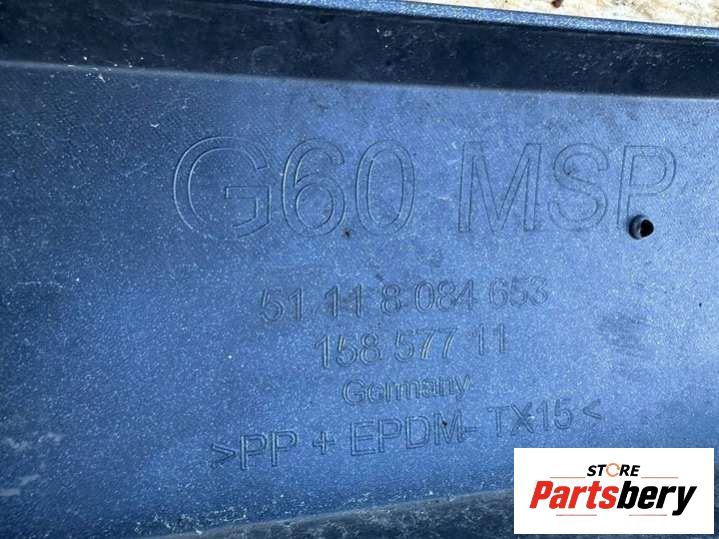 G60 MSP
51.11 8 084 653
158 577 11
Germany
>PP + EPDM-TX15<
STORE
Partsbery